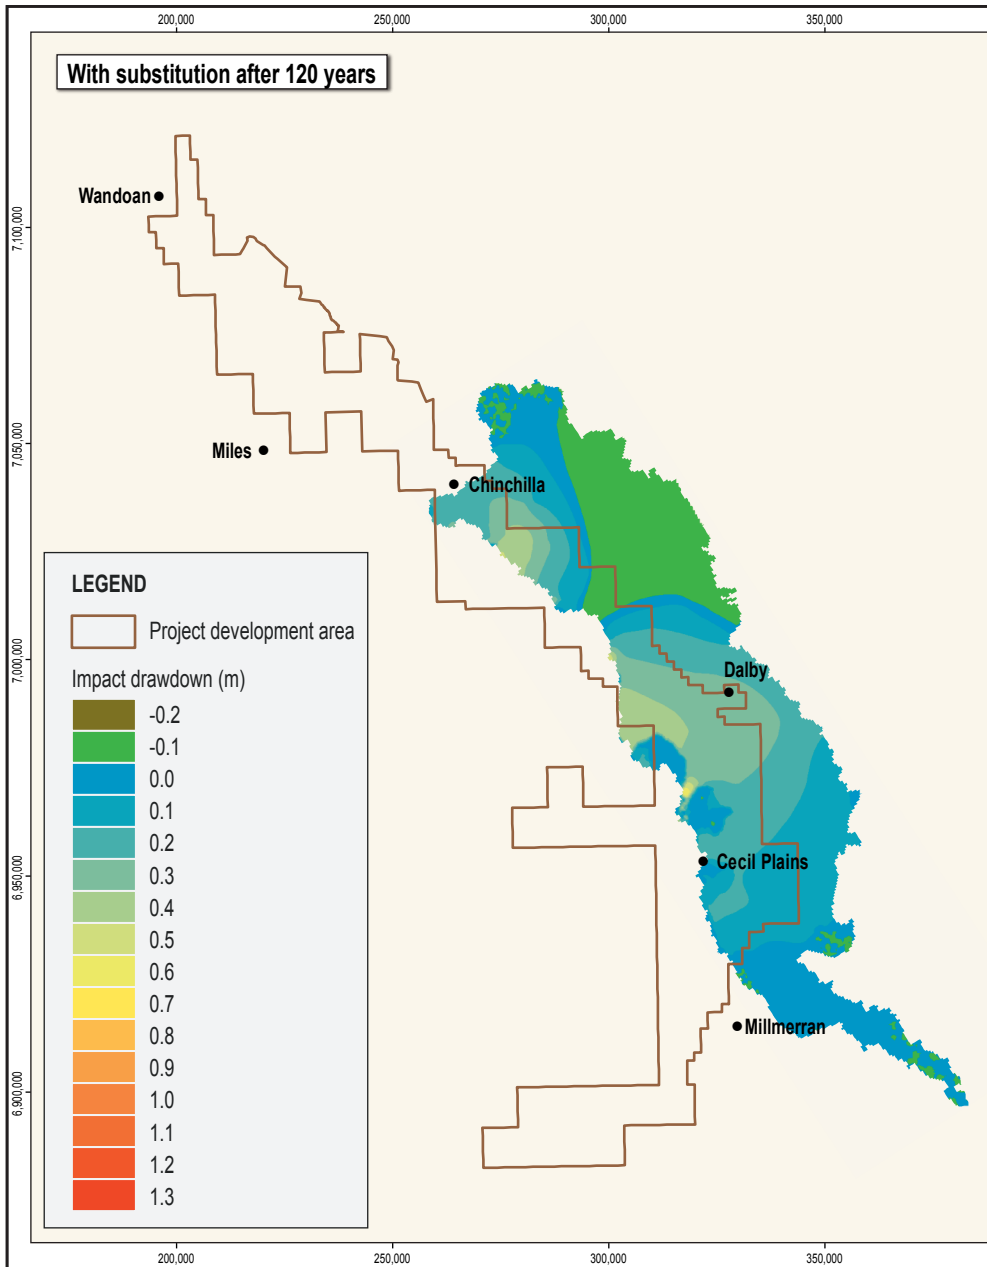 200,000
250,000
300,000
350,000
With substitution after 120 years
Wandoan
7,100,000
Miles
7,050,000
Chinchilla
LEGEND
Project development area
Impact drawdown (m)
-0.2
-0.1
0.0
0.1
0.2
0.3
0.4
0.5
0.6
0.7
0.8
0.9
1.0
1.1
1.2
1.3
7,000,000
Dalby
6,950,000
Cecil Plains
Millmerran
6,900,000
200,000
250,000
300,000
350,000